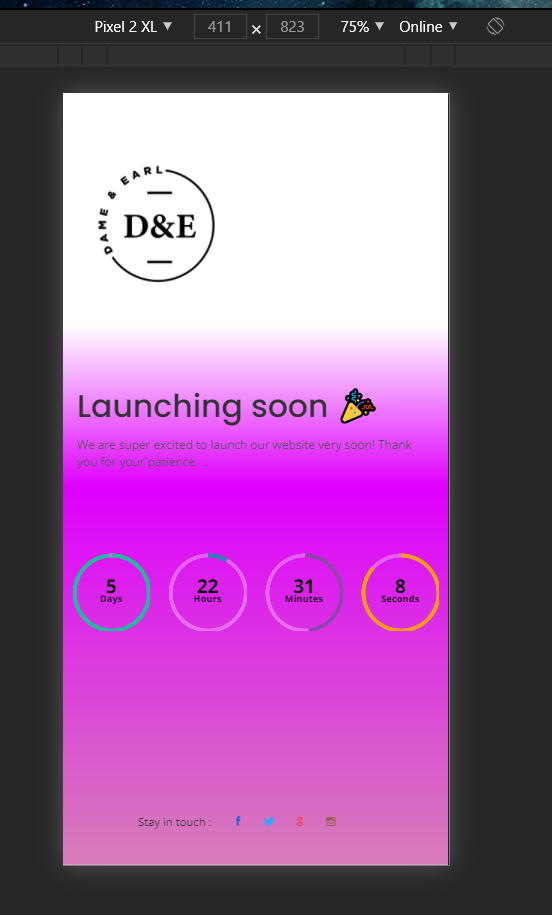 Pixel 2 XL ▼ 411 × 823 75% ▼ Online ▼
DAME & EARL
D&E
Launching soon 🎉
We are super excited to launch our website very soon! Thank
you for your patience.
5 22 31 8
Days Hours Minutes Seconds
Stay in touch :